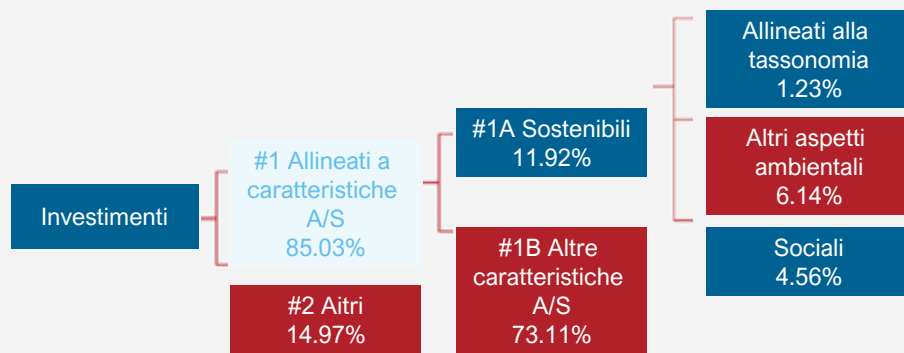 Investimenti
#1 Allineati a
caratteristiche
A/S
85.03%
#2 Aitri
14.97%
#1A Sostenibili
11.92%
#1B Altre
caratteristiche
A/S
73.11%
Allineati alla
tassonomia
1.23%
Altri aspetti
ambientali
6.14%
Sociali
4.56%